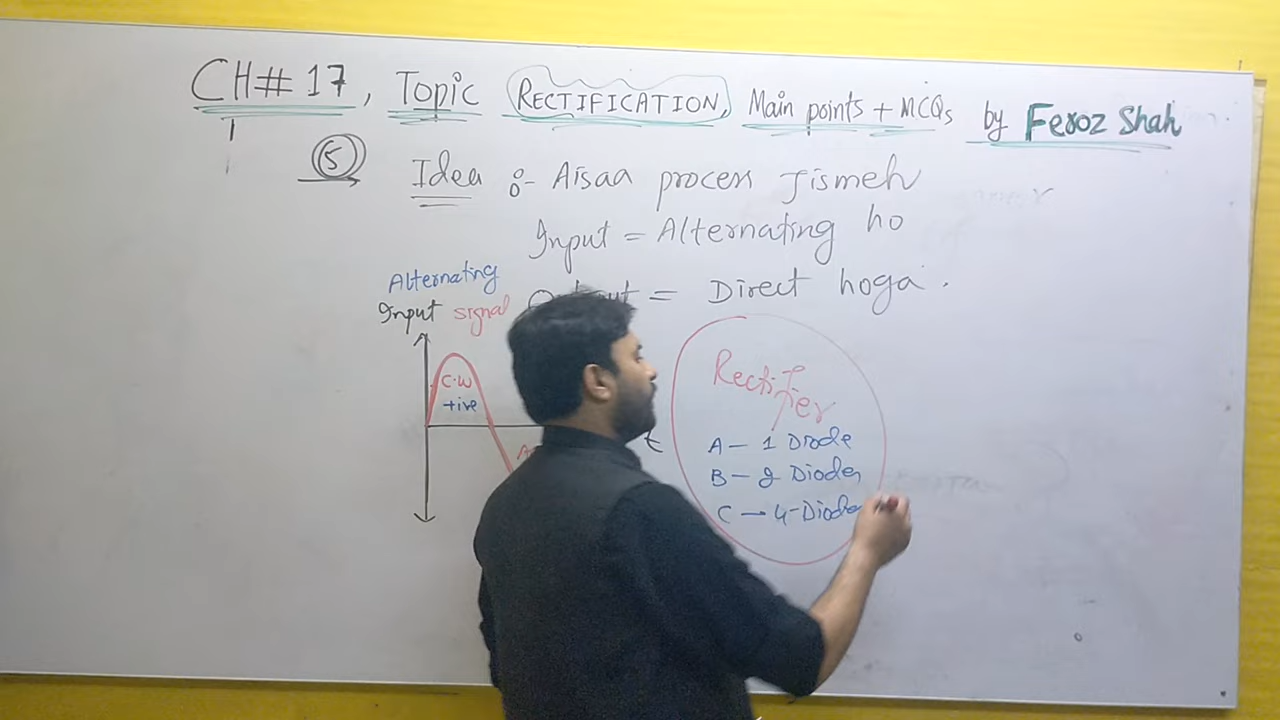 CH# 17, Topic RECTIFICATION, Main points + MCQs by Feroz Shah
5 Idea :- Aisaa process Jismeh
Input = Alternating ho
= Direct hoga.
Alternating
Input signal
C.W
+ive
t
Rectifier
A - 1 Diode
B - 2 Diodes
C - 4-Diode